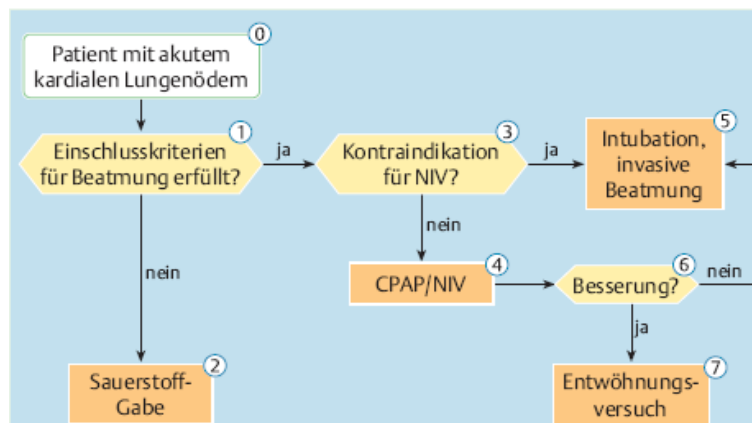 0
Patient mit akutem
kardialen Lungenödem
1
Einschlusskriterien
für Beatmung erfüllt?
ja
3
Kontraindikation
für NIV?
ja
5
Intubation,
invasive
Beatmung
nein
nein
4
CPAP/NIV
6
Besserung?
nein
ja
2
Sauerstoff-
Gabe
7
Entwöhnungs-
versuch